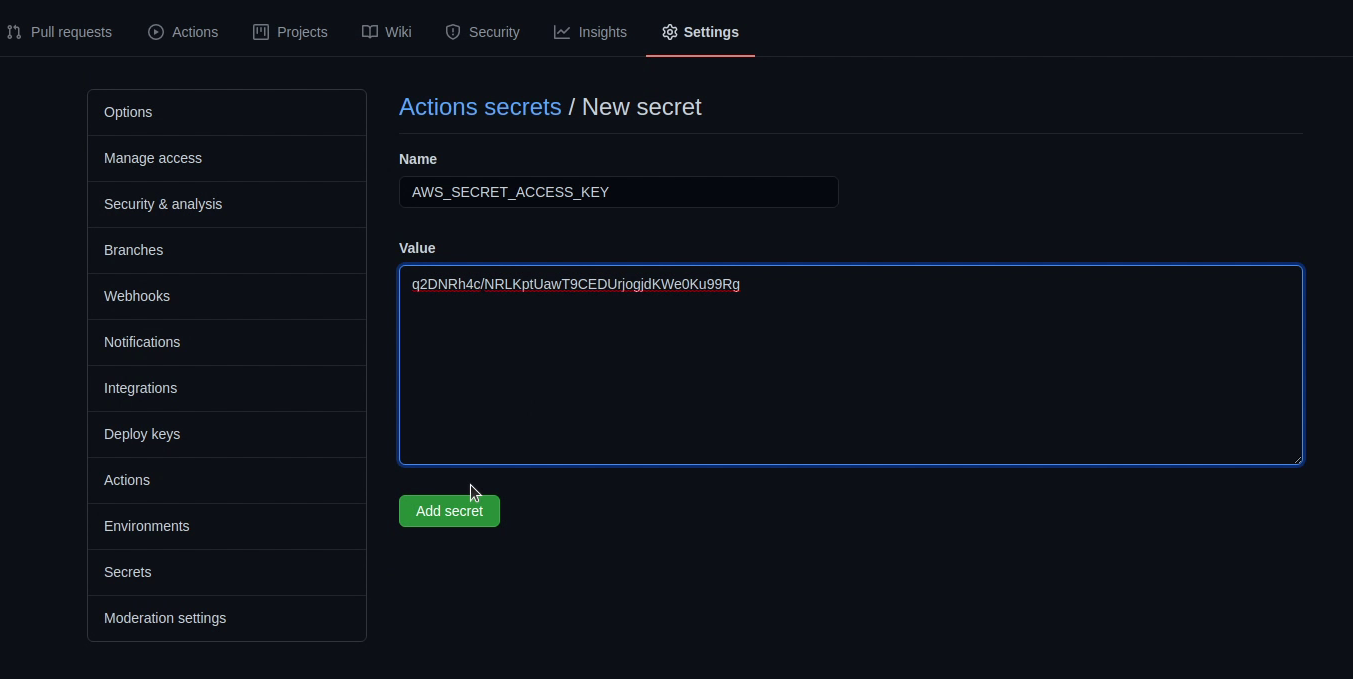 Pull requests
Actions
Projects
Wiki
Security
Insights
Settings
Options
Manage access
Security & analysis
Branches
Webhooks
Notifications
Integrations
Deploy keys
Actions
Environments
Secrets
Moderation settings
Actions secrets / New secret
Name
AWS_SECRET_ACCESS_KEY
Value
q2DNRh4c/NRLKptUawT9CEDUrjogjdKWe0Ku99Rg
Add secret